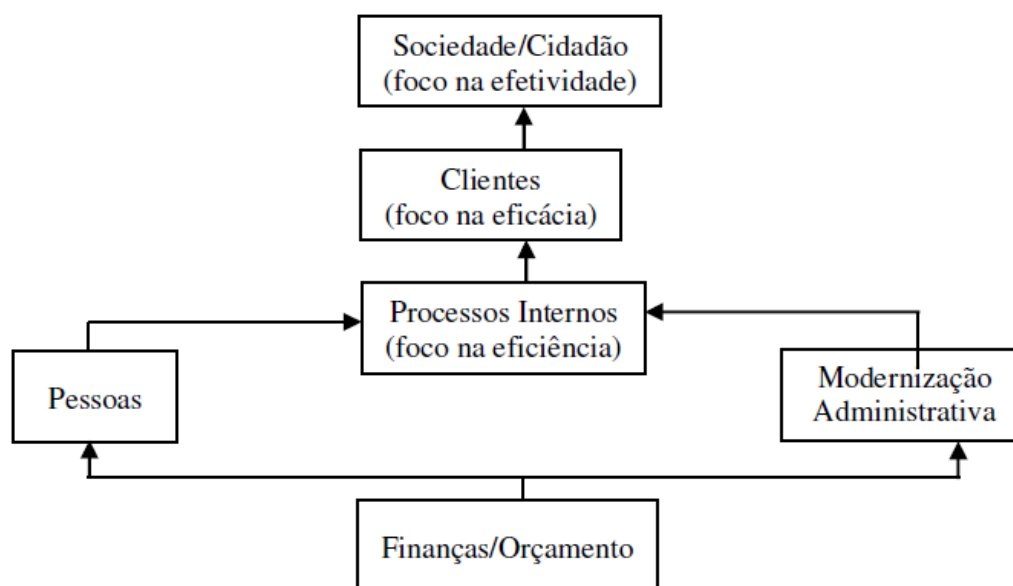 Sociedade/Cidadão
(foco na efetividade)
Clientes
(foco na eficácia)
Processos Internos
(foco na eficiência)
Pessoas
Modernização
Administrativa
Finanças/Orçamento